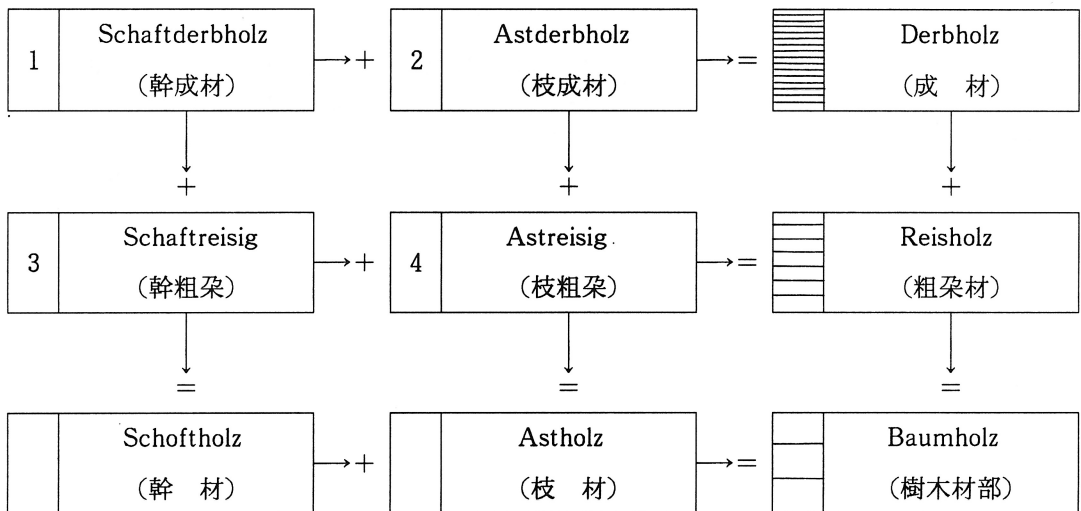 1 Schaftderbholz →+ 2 Astderbholz →= Derbholz
（幹成材） （枝成材） （成　材）
+ + +
3 Schaftreisig →+ 4 Astreisig →= Reisholz
（幹粗朶） （枝粗朶） （粗朶材）
= = =
Schoftholz →+ Astholz →= Baumholz
（幹　材） （枝　材） （樹木材部）